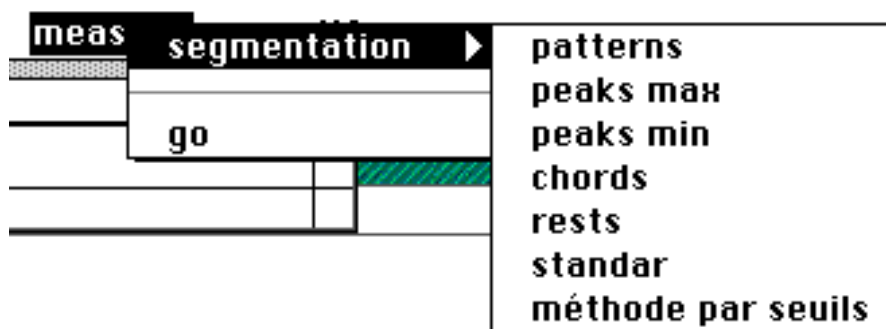 meas
segmentation
go
patterns
peaks max
peaks min
chords
rests
standar
méthode par seuils